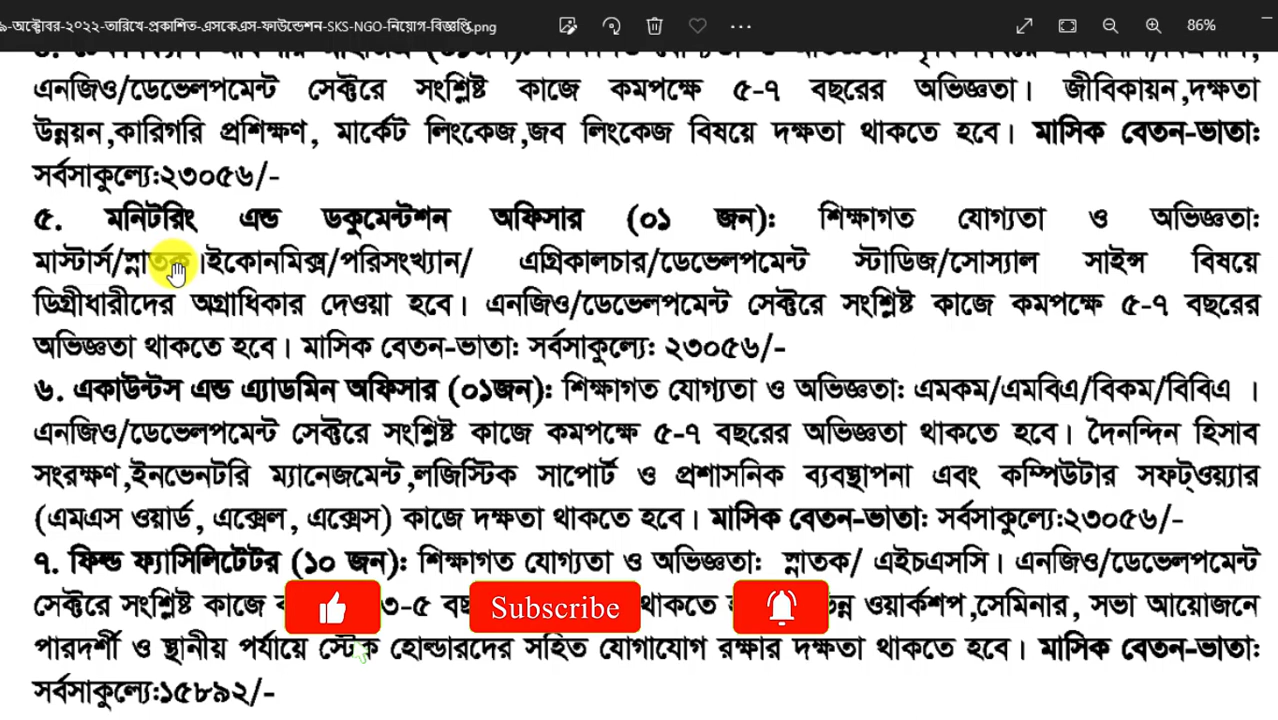 ৯-অক্টোবর-২০২২-তারিখে-প্রকাশিত-এসকেএস-ফাউন্ডেশন-SKS-NGO-নিয়োগ-বিজ্ঞপ্তি.png
86%
এনজিও/ডেভেলপমেন্ট সেক্টরে সংশ্লিষ্ট কাজে কমপক্ষে ৫-৭ বছরের অভিজ্ঞতা। জীবিকায়ন,দক্ষতা
উন্নয়ন,কারিগরি প্রশিক্ষণ, মার্কেট লিংকেজ,জব লিংকেজ বিষয়ে দক্ষতা থাকতে হবে। মাসিক বেতন-ভাতা:
সর্বসাকুল্যে:২৩০৫৬/-
৫. মনিটরিং এন্ড ডকুমেন্টশন অফিসার (০১ জন): শিক্ষাগত যোগ্যতা ও অভিজ্ঞতা:
মাস্টার্স/স্নাতক।ইকোনমিক্স/পরিসংখ্যান/ এগ্রিকালচার/ডেভেলপমেন্ট স্টাডিজ/সোস্যাল সাইন্স বিষয়ে
ডিগ্রীধারীদের অগ্রাধিকার দেওয়া হবে। এনজিও/ডেভেলপমেন্ট সেক্টরে সংশ্লিষ্ট কাজে কমপক্ষে ৫-৭ বছরের
অভিজ্ঞতা থাকতে হবে। মাসিক বেতন-ভাতা: সর্বসাকুল্যে: ২৩০৫৬/-
৬. একাউন্টস এন্ড এ্যাডমিন অফিসার (০১জন): শিক্ষাগত যোগ্যতা ও অভিজ্ঞতা: এমকম/এমবিএ/বিকম/বিবিএ ।
এনজিও/ডেভেলপমেন্ট সেক্টরে সংশ্লিষ্ট কাজে কমপক্ষে ৫-৭ বছরের অভিজ্ঞতা থাকতে হবে। দৈনন্দিন হিসাব
সংরক্ষণ,ইনভেনটরি ম্যানেজমেন্ট,লজিস্টিক সাপোর্ট ও প্রশাসনিক ব্যবস্থাপনা এবং কম্পিউটার সফট্‌ওয়্যার
(এমএস ওয়ার্ড, এক্সেল, এক্সেস) কাজে দক্ষতা থাকতে হবে। মাসিক বেতন-ভাতা: সর্বসাকুল্যে:২৩০৫৬/-
৭. ফিল্ড ফ্যাসিলিটেটর (১০ জন): শিক্ষাগত যোগ্যতা ও অভিজ্ঞতা: স্নাতক/ এইচএসসি। এনজিও/ডেভেলপমেন্ট
সেক্টরে সংশ্লিষ্ট কাজে ৩-৫ Subscribe থাকতে ওয়ার্কশপ,সেমিনার, সভা আয়োজনে
পারদর্শী ও স্থানীয় পর্যায়ে স্টেক হোল্ডারদের সহিত যোগাযোগ রক্ষার দক্ষতা থাকতে হবে। মাসিক বেতন-ভাতা:
সর্বসাকুল্যে:১৫৮৯২/-